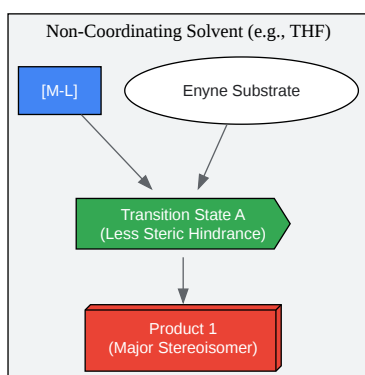 Non-Coordinating Solvent (e.g., THF)
[M-L]
Enyne Substrate
Transition State A
(Less Steric Hindrance)
Product 1
(Major Stereoisomer)